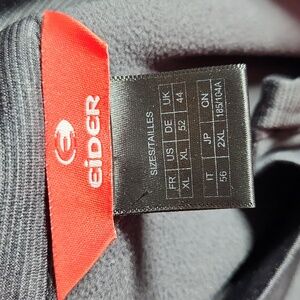 EiDER
SIZES/TAILLES
FR US DE UK
XL XL 52 44
IT JP CN
56 2XL 185/104A